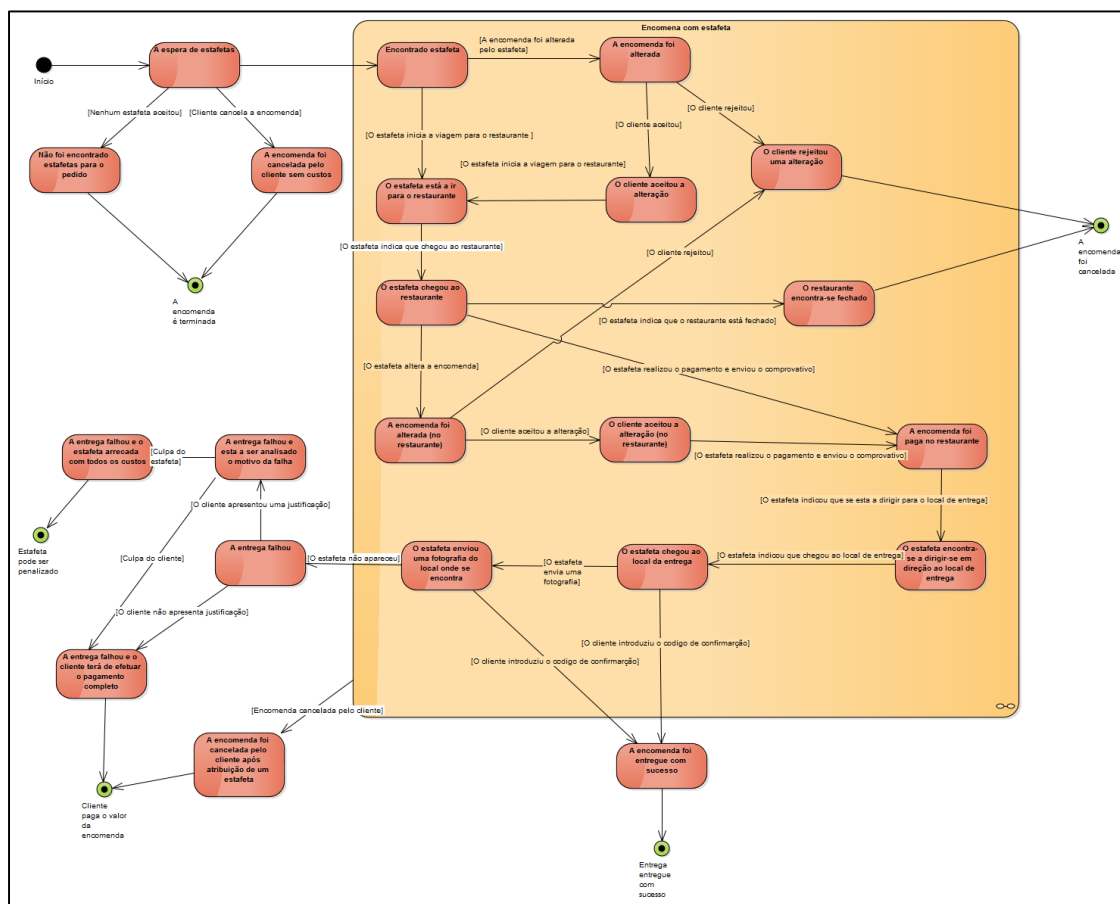 Encomena com estafeta
A espera de estafetas
Encontrado estafeta
[A encomenda foi alterada
pelo estafeta]
A encomenda foi
alterada
Início
[Nenhum estafeta aceitou]
[Cliente cancela a encomenda]
[O cliente rejeitou]
[O cliente aceitou]
[O estafeta inicia a viagem para o restaurante ]
Não foi encontrado
estafetas para o
pedido
A encomenda foi
cancelada pelo
cliente sem custos
[O estafeta inicia a viagem para o restaurante]
O cliente rejeitou
uma alteração
O estafeta está a ir
para o restaurante
O cliente aceitou a
alteração
[O estafeta indica que chegou ao restaurante]
[O cliente rejeitou]
A
encomenda
foi
cancelada
O estafeta chegou ao
restaurante
O restaurante
encontra-se fechado
A
encomenda
é terminada
[O estafeta indica que o restaurante está fechado]
[O estafeta altera a encomenda]
[O estafeta realizou o pagamento e enviou o comprovativo]
A encomenda foi
alterada (no
restaurante)
[O cliente aceitou a alteração]
O cliente aceitou a
alteração (no
restaurante)
A encomenda foi
paga no restaurante
[O estafeta realizou o pagamento e enviou o comprovativo]
A entrega falhou e o
estafeta arrecada
com todos os custos
[Culpa do
estafeta]
A entrega falhou e
esta a ser analisado
o motivo da falha
[O cliente apresentou uma justificação]
[O estafeta indicou que se esta a dirigir para o local de entrega]
Estafeta
pode ser
penalizado
[Culpa do cliente]
A entrega falhou
[O estafeta não apareceu]
O estafeta enviou
uma fotografia do
local onde se
encontra
[O estafeta
envia uma
fotografia]
O estafeta chegou ao
local da entrega
[O estafeta indicou que chegou ao local de entrega]
O estafeta encontra-
se a dirigir-se em
direção ao local de
entrega
[O cliente não apresenta justificação]
[O cliente introduziu o codigo de confirmarção]
[O cliente introduziu o codigo de confirmarção]
A entrega falhou e o
cliente terá de efetuar
o pagamento
completo
[Encomenda cancelada pelo cliente]
A encomenda foi
cancelada pelo
cliente após
atribuição de um
estafeta
A encomenda foi
entregue com
sucesso
Cliente
paga o valor
da
encomenda
Entrega
entregue
com
sucesso